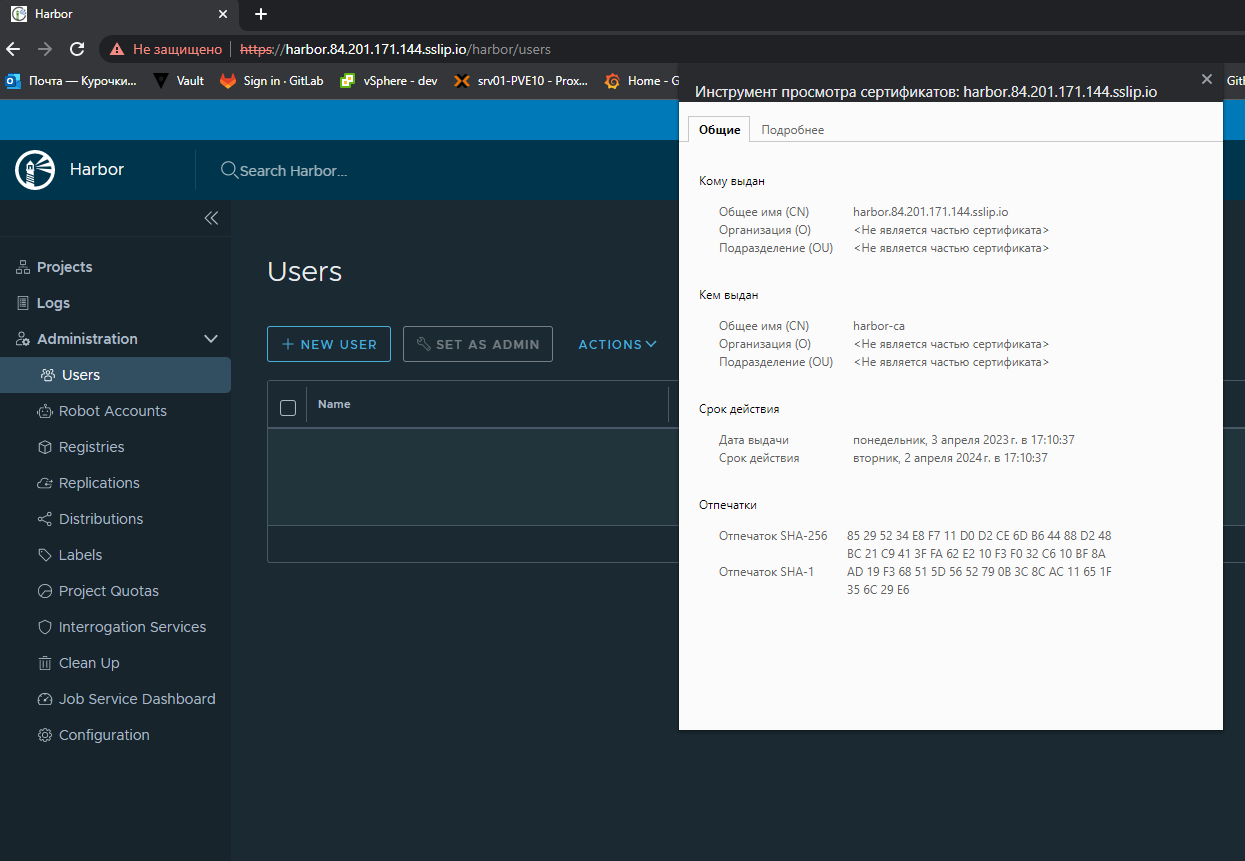 Harbor
Не защищено
https://harbor.84.201.171.144.sslip.io/harbor/users
Почта — Курочки...
Vault
Sign in · GitLab
vSphere - dev
srv01-PVE10 - Prox...
Home - G
Gith
Инструмент просмотра сертификатов: harbor.84.201.171.144.sslip.io
Общие
Подробнее
Harbor
Search Harbor...
Projects
Logs
Administration
Users
Robot Accounts
Registries
Replications
Distributions
Labels
Project Quotas
Interrogation Services
Clean Up
Job Service Dashboard
Configuration
Users
NEW USER
SET AS ADMIN
ACTIONS
Name
Кому выдан
Общее имя (CN) harbor.84.201.171.144.sslip.io
Организация (O) <Не является частью сертификата>
Подразделение (OU) <Не является частью сертификата>
Кем выдан
Общее имя (CN) harbor-ca
Организация (O) <Не является частью сертификата>
Подразделение (OU) <Не является частью сертификата>
Срок действия
Дата выдачи понедельник, 3 апреля 2023 г. в 17:10:37
Срок действия вторник, 2 апреля 2024 г. в 17:10:37
Отпечатки
Отпечаток SHA-256 85 29 52 34 E8 F7 11 D0 D2 CE 6D B6 44 88 D2 48
BC 21 C9 41 3F FA 62 E2 10 F3 F0 32 C6 10 BF 8A
Отпечаток SHA-1 AD 19 F3 68 51 5D 56 52 79 0B 3C 8C AC 11 65 1F
35 6C 29 E6